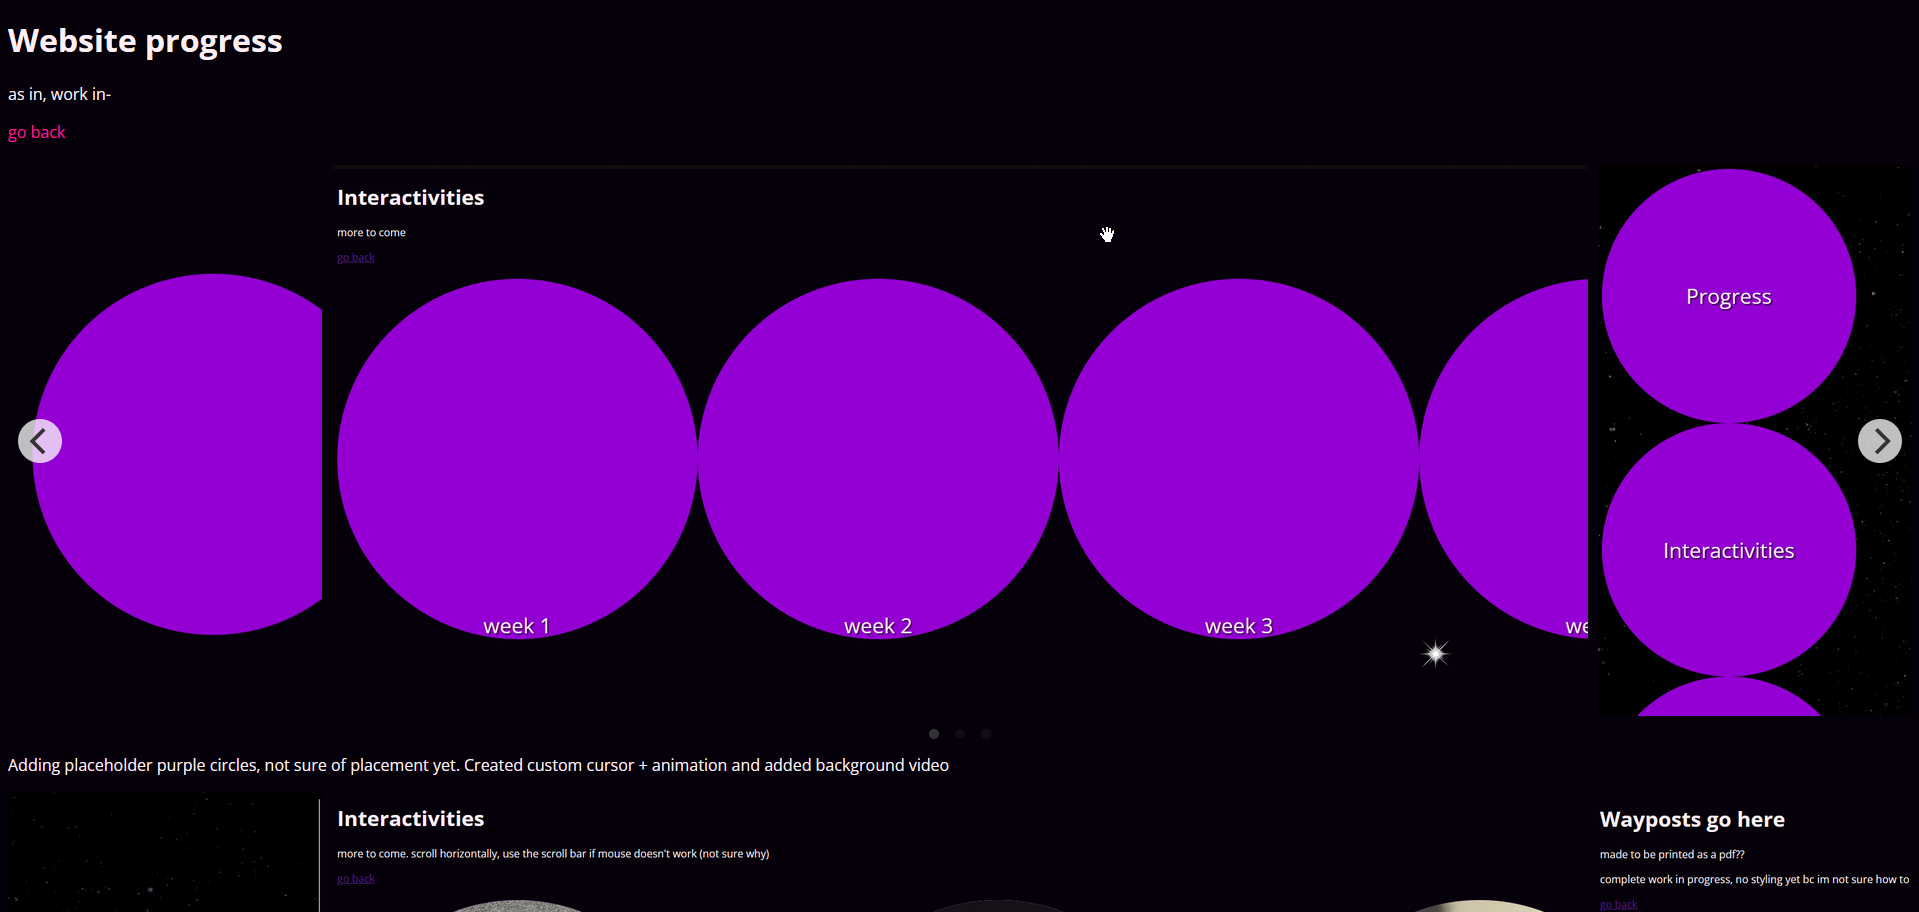 Website progress
as in, work in-
go back
Interactivities
more to come
go back
week 1
week 2
week 3
we
Progress
Interactivities
Adding placeholder purple circles, not sure of placement yet. Created custom cursor + animation and added background video
Interactivities
more to come. scroll horizontally, use the scroll bar if mouse doesn't work (not sure why)
go back
Wayposts go here
made to be printed as a pdf??
complete work in progress, no styling yet bc im not sure how to
go back